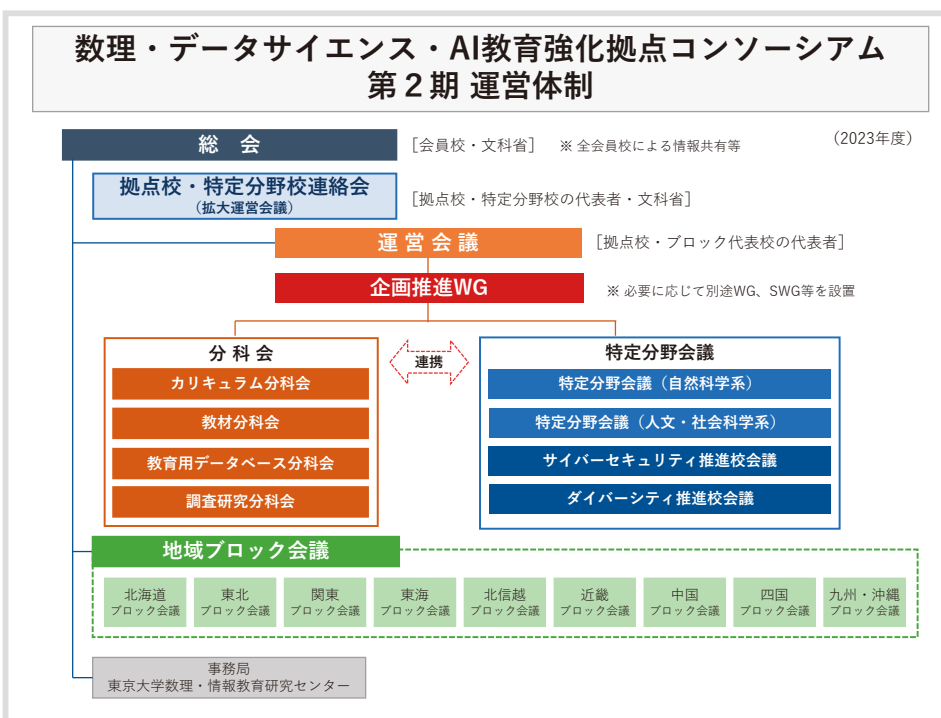 数理・データサイエンス・AI教育強化拠点コンソーシアム
第２期 運営体制
（2023年度）
総　会
［会員校・文科省］　※ 全会員校による情報共有等
拠点校・特定分野校連絡会
（拡大運営会議）
［拠点校・特定分野校の代表者・文科省］
運営会議
［拠点校・ブロック代表校の代表者］
企画推進WG
※ 必要に応じて別途WG、SWG等を設置
分科会
カリキュラム分科会
教材分科会
教育用データベース分科会
調査研究分科会
連携
特定分野会議
特定分野会議（自然科学系）
特定分野会議（人文・社会科学系）
サイバーセキュリティ推進校会議
ダイバーシティ推進校会議
地域ブロック会議
北海道
ブロック会議
東北
ブロック会議
関東
ブロック会議
東海
ブロック会議
北信越
ブロック会議
近畿
ブロック会議
中国
ブロック会議
四国
ブロック会議
九州・沖縄
ブロック会議
事務局
東京大学数理・情報教育研究センター